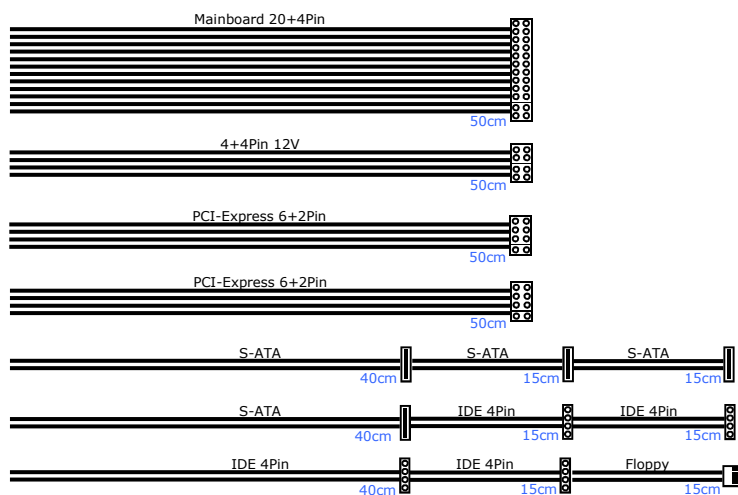 Mainboard 20+4Pin
50cm
4+4Pin 12V
50cm
PCI-Express 6+2Pin
50cm
PCI-Express 6+2Pin
50cm
S-ATA S-ATA S-ATA
40cm 15cm 15cm
S-ATA IDE 4Pin IDE 4Pin
40cm 15cm 15cm
IDE 4Pin IDE 4Pin Floppy
40cm 15cm 15cm